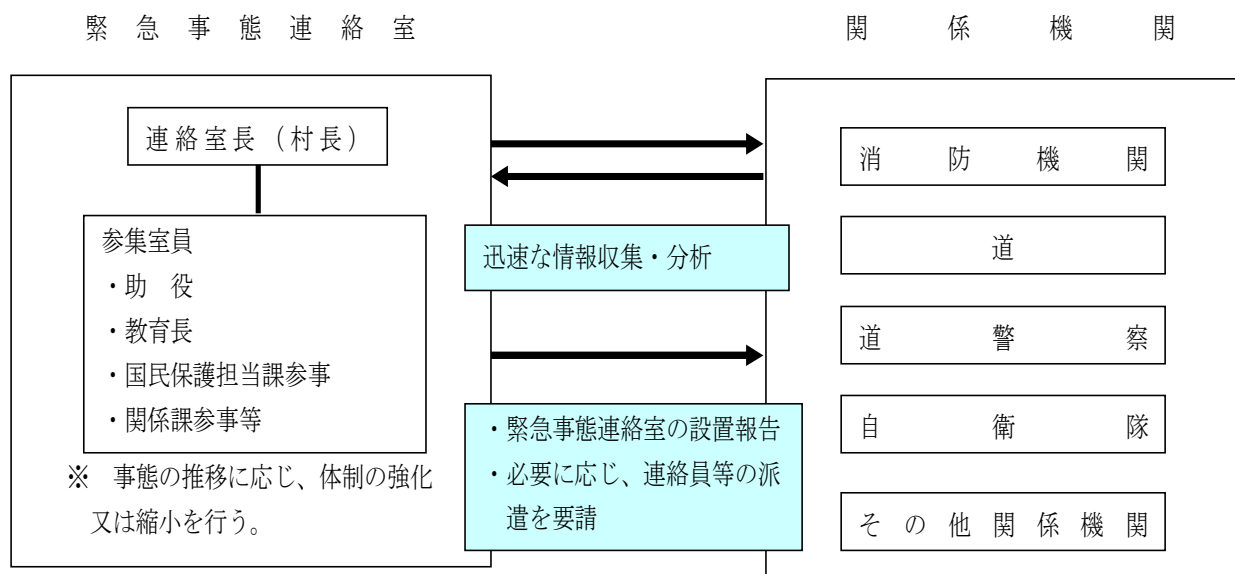 緊急事態連絡室
関係機関
連絡室長（村長）
参集室員
・助　役
・教育長
・国民保護担当課参事
・関係課参事等
※　事態の推移に応じ、体制の強化
又は縮小を行う。
迅速な情報収集・分析
・緊急事態連絡室の設置報告
・必要に応じ、連絡員等の派
遣を要請
消防機関
道
道警察
自衛隊
その他関係機関